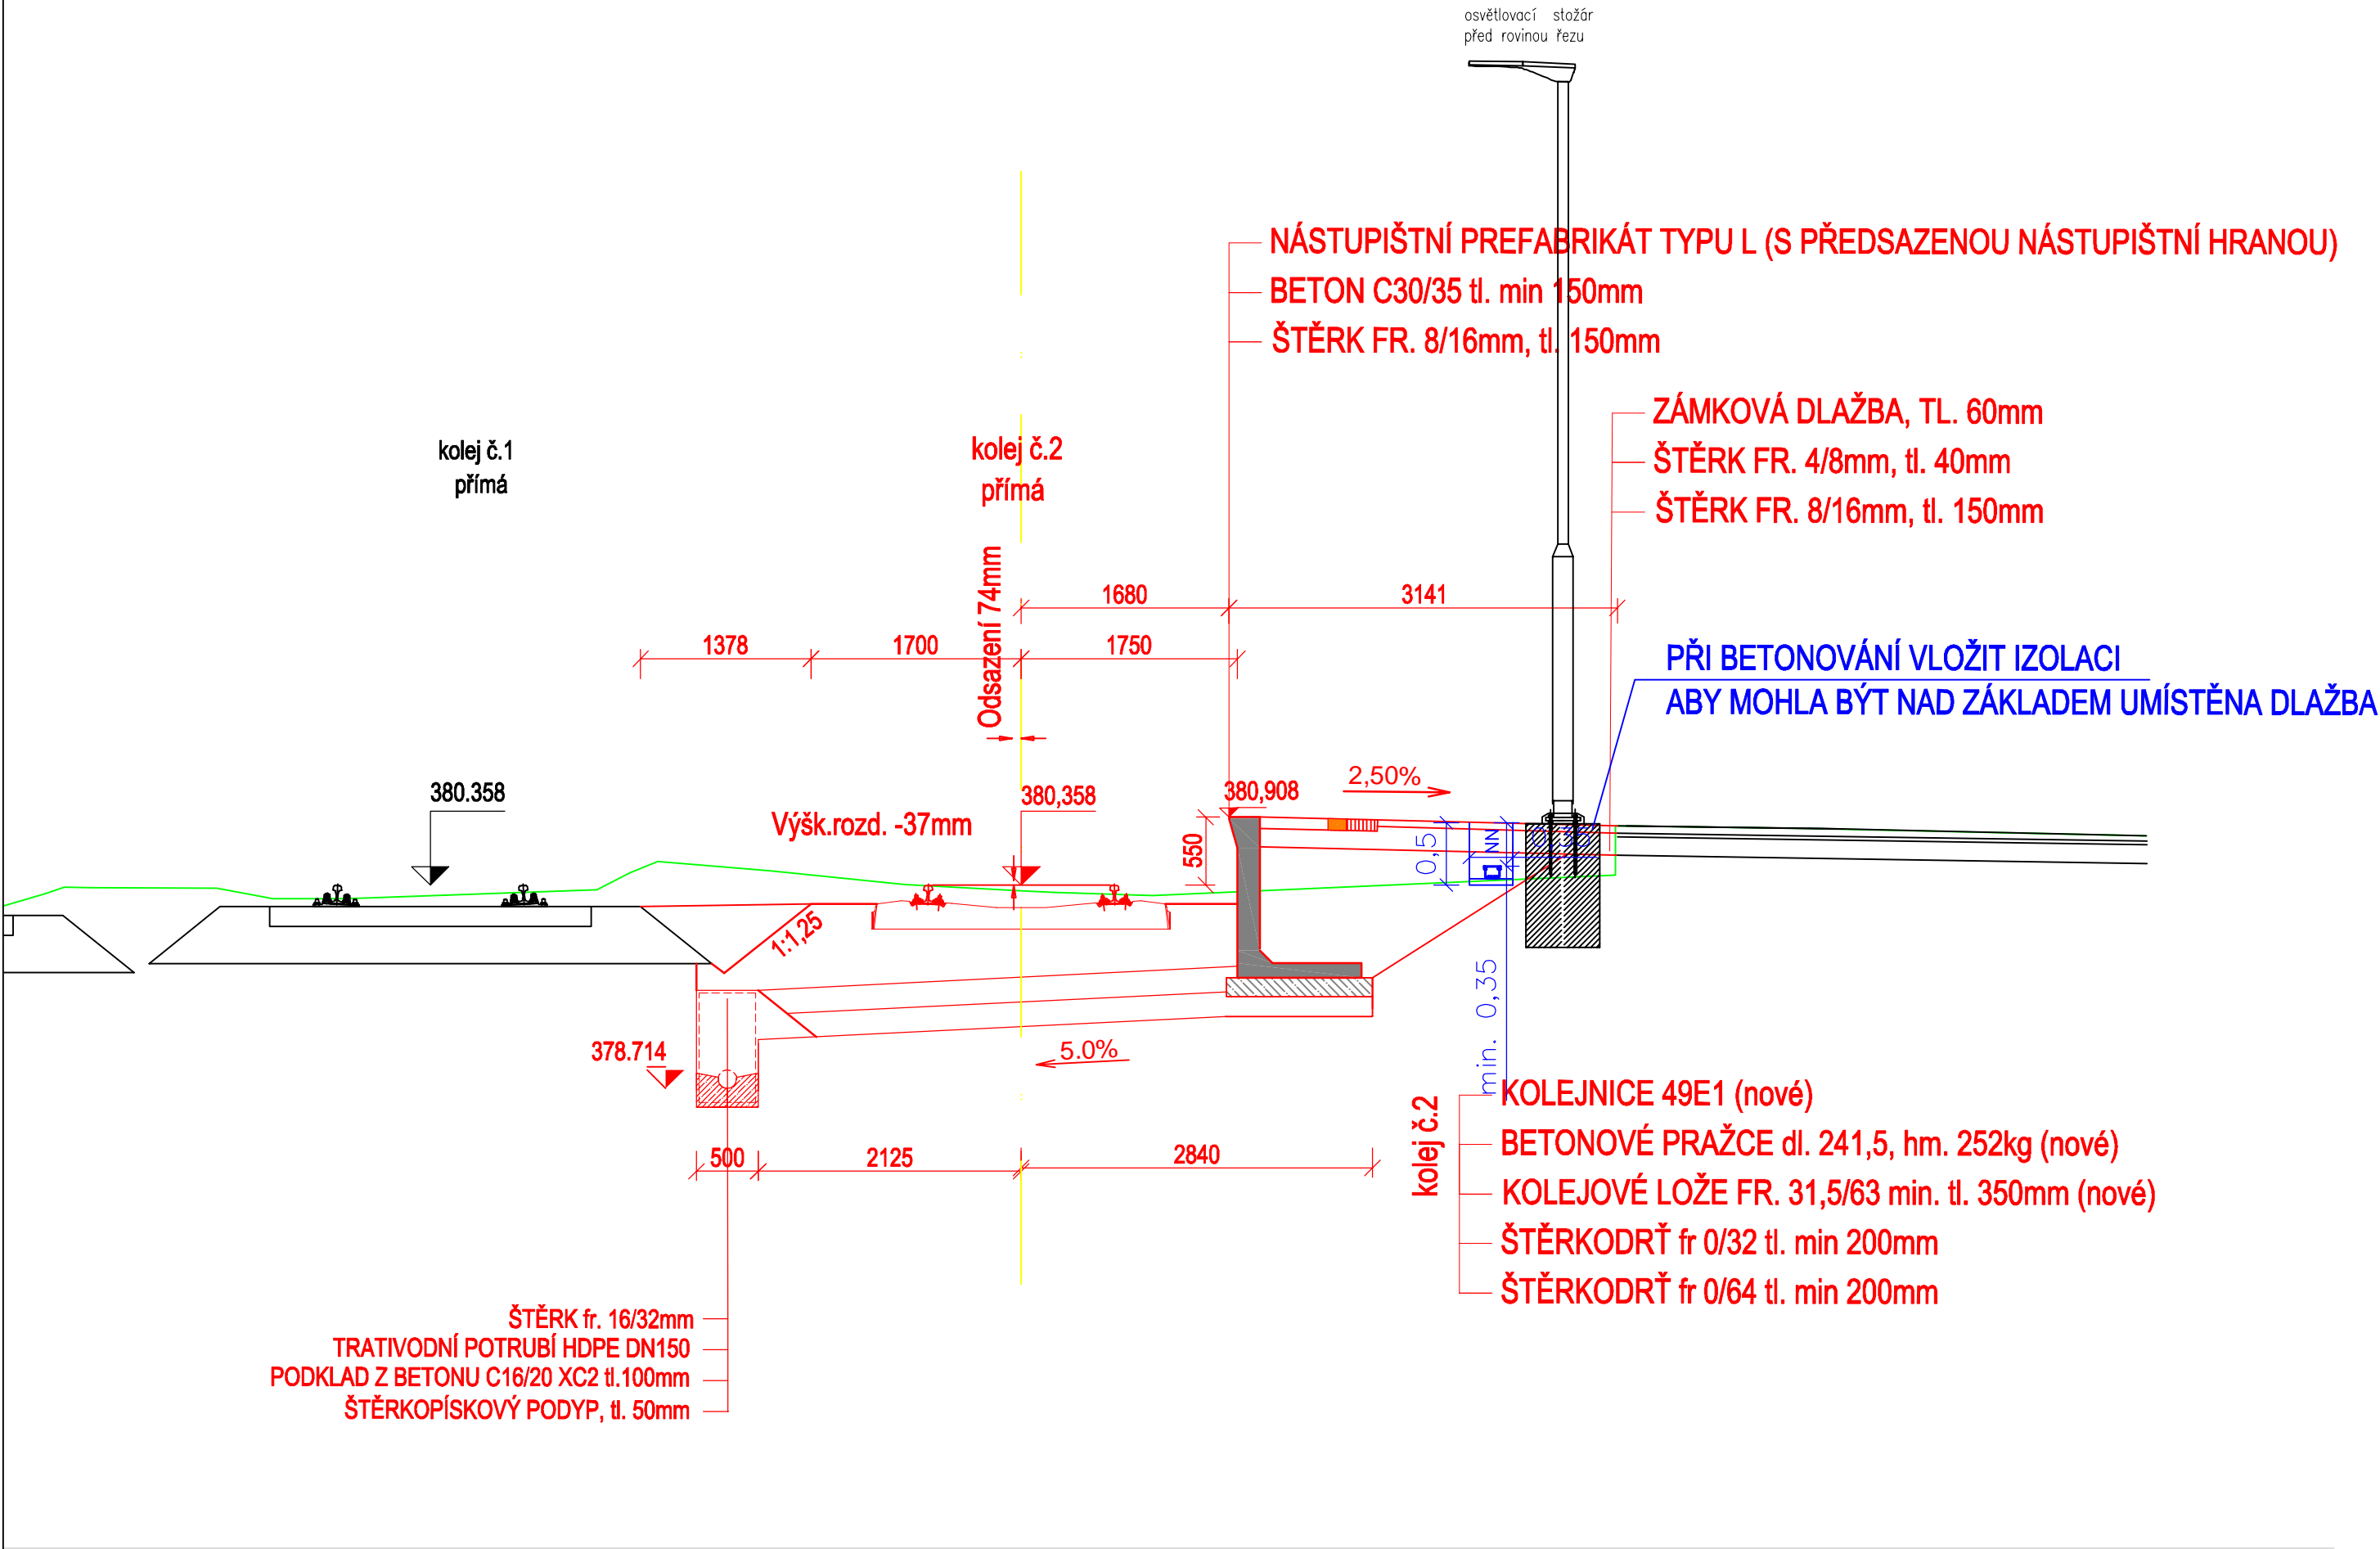 osvětlovací stožár
před rovinou řezu
NÁSTUPIŠTNÍ PREFABRIKÁT TYPU L (S PŘEDSAZENOU NÁSTUPIŠTNÍ HRANOU)
BETON C30/35 tl. min 150mm
ŠTĚRK FR. 8/16mm, tl. 150mm
ZÁMKOVÁ DLAŽBA, TL. 60mm
ŠTĚRK FR. 4/8mm, tl. 40mm
ŠTĚRK FR. 8/16mm, tl. 150mm
kolej č.1
přímá
kolej č.2
přímá
Odsazení 74mm
1680
3141
1378
1700
1750
PŘI BETONOVÁNÍ VLOŽIT IZOLACI
ABY MOHLA BÝT NAD ZÁKLADEM UMÍSTĚNA DLAŽBA
380.358
Výšk.rozd. -37mm
380,358
380,908
2,50%
550
0,5
NN
1:1,25
min. 0,35
378.714
5.0%
500
2125
2840
kolej č.2
KOLEJNICE 49E1 (nové)
BETONOVÉ PRAŽCE dl. 241,5, hm. 252kg (nové)
KOLEJOVÉ LOŽE FR. 31,5/63 min. tl. 350mm (nové)
ŠTĚRKODRŤ fr 0/32 tl. min 200mm
ŠTĚRKODRŤ fr 0/64 tl. min 200mm
ŠTĚRK fr. 16/32mm
TRATIVODNÍ POTRUBÍ HDPE DN150
PODKLAD Z BETONU C16/20 XC2 tl.100mm
ŠTĚRKOPÍSKOVÝ PODYP, tl. 50mm